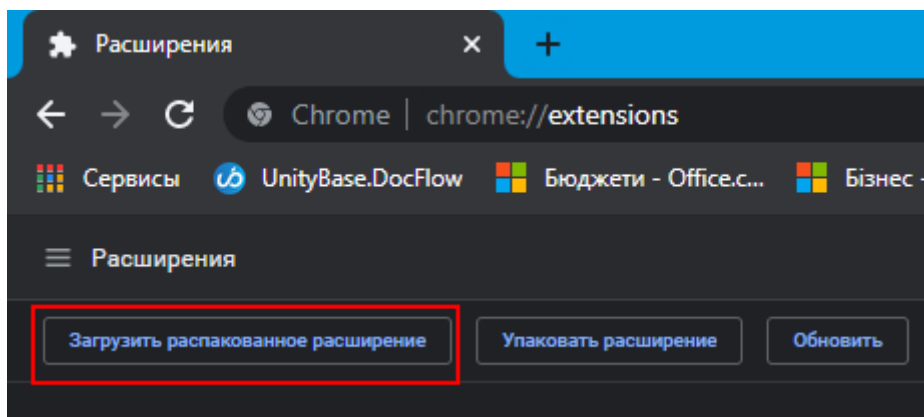 Расширения
Chrome | chrome://extensions
Сервисы UnityBase.DocFlow Бюджети - Office.c... Бізнес -
Расширения
Загрузить распакованное расширение Упаковать расширение Обновить